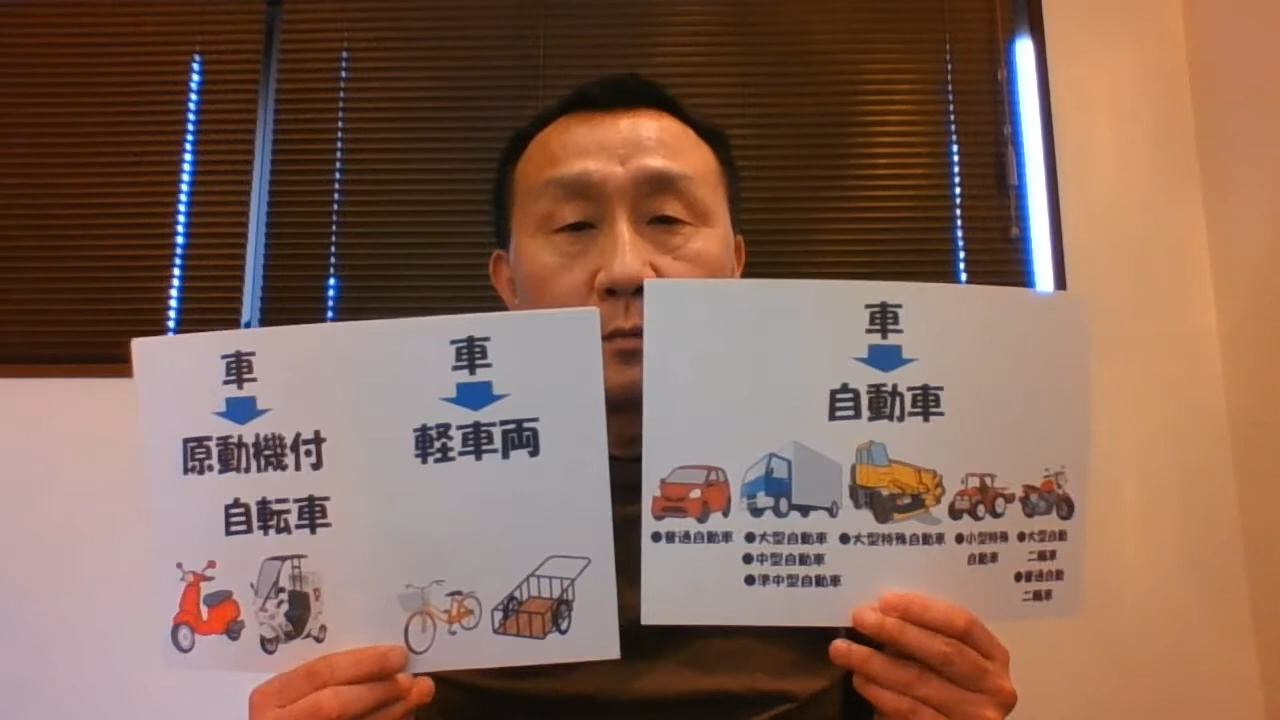 車
原動機付
自転車
車
軽車両
車
自動車
●普通自動車
●大型自動車
●中型自動車
●準中型自動車
●大型特殊自動車
●小型特殊
自動車
●大型自動
二輪車
●普通自動
二輪車